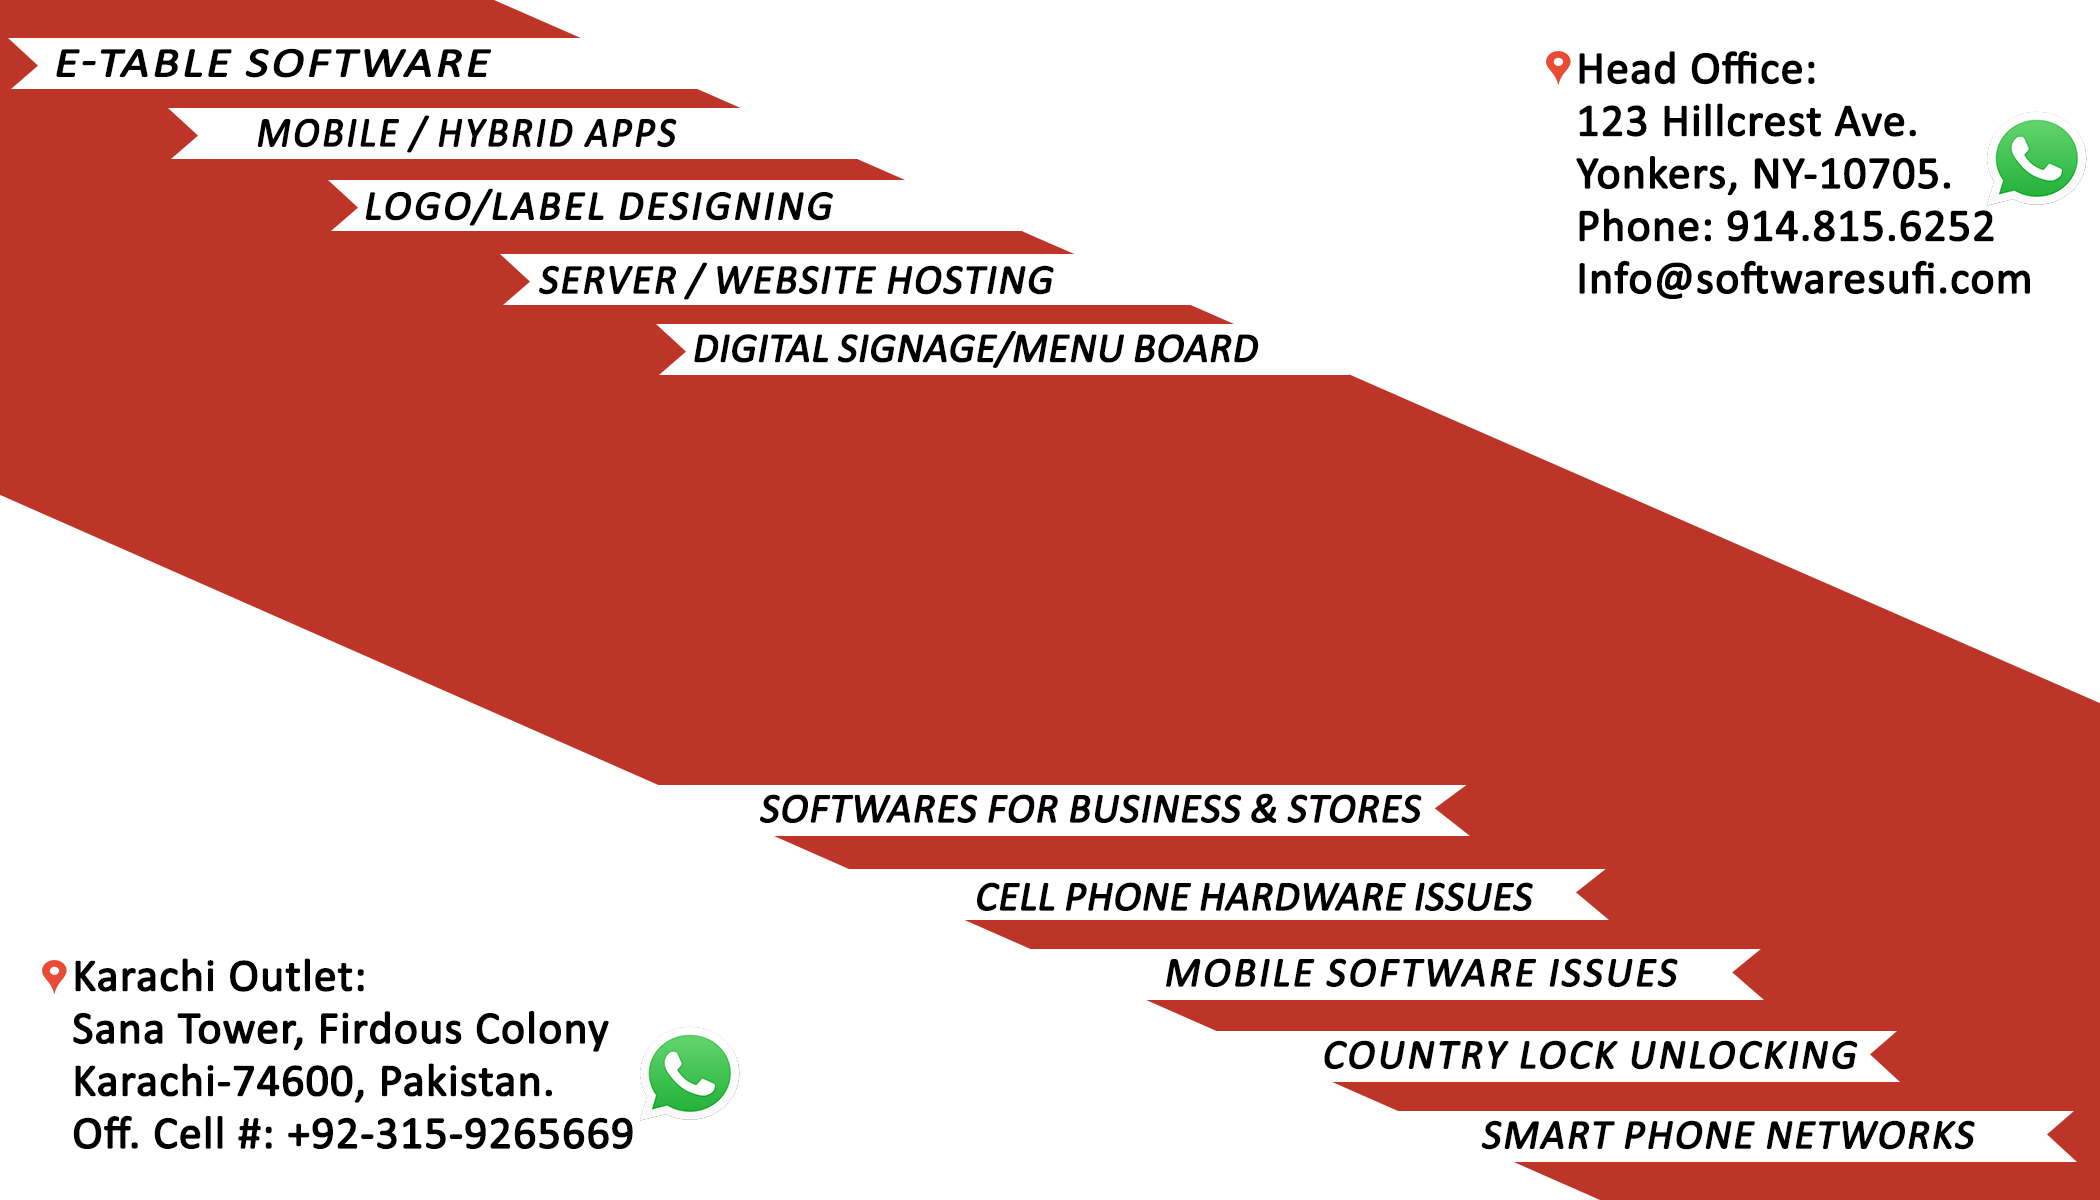 E-TABLE SOFTWARE
MOBILE / HYBRID APPS
LOGO/LABEL DESIGNING
SERVER / WEBSITE HOSTING
DIGITAL SIGNAGE/MENU BOARD
Head Office:
123 Hillcrest Ave.
Yonkers, NY-10705.
Phone: 914.815.6252
Info@softwaresufi.com
SOFTWARES FOR BUSINESS & STORES
CELL PHONE HARDWARE ISSUES
MOBILE SOFTWARE ISSUES
COUNTRY LOCK UNLOCKING
SMART PHONE NETWORKS
Karachi Outlet:
Sana Tower, Firdous Colony
Karachi-74600, Pakistan.
Off. Cell #: +92-315-9265669